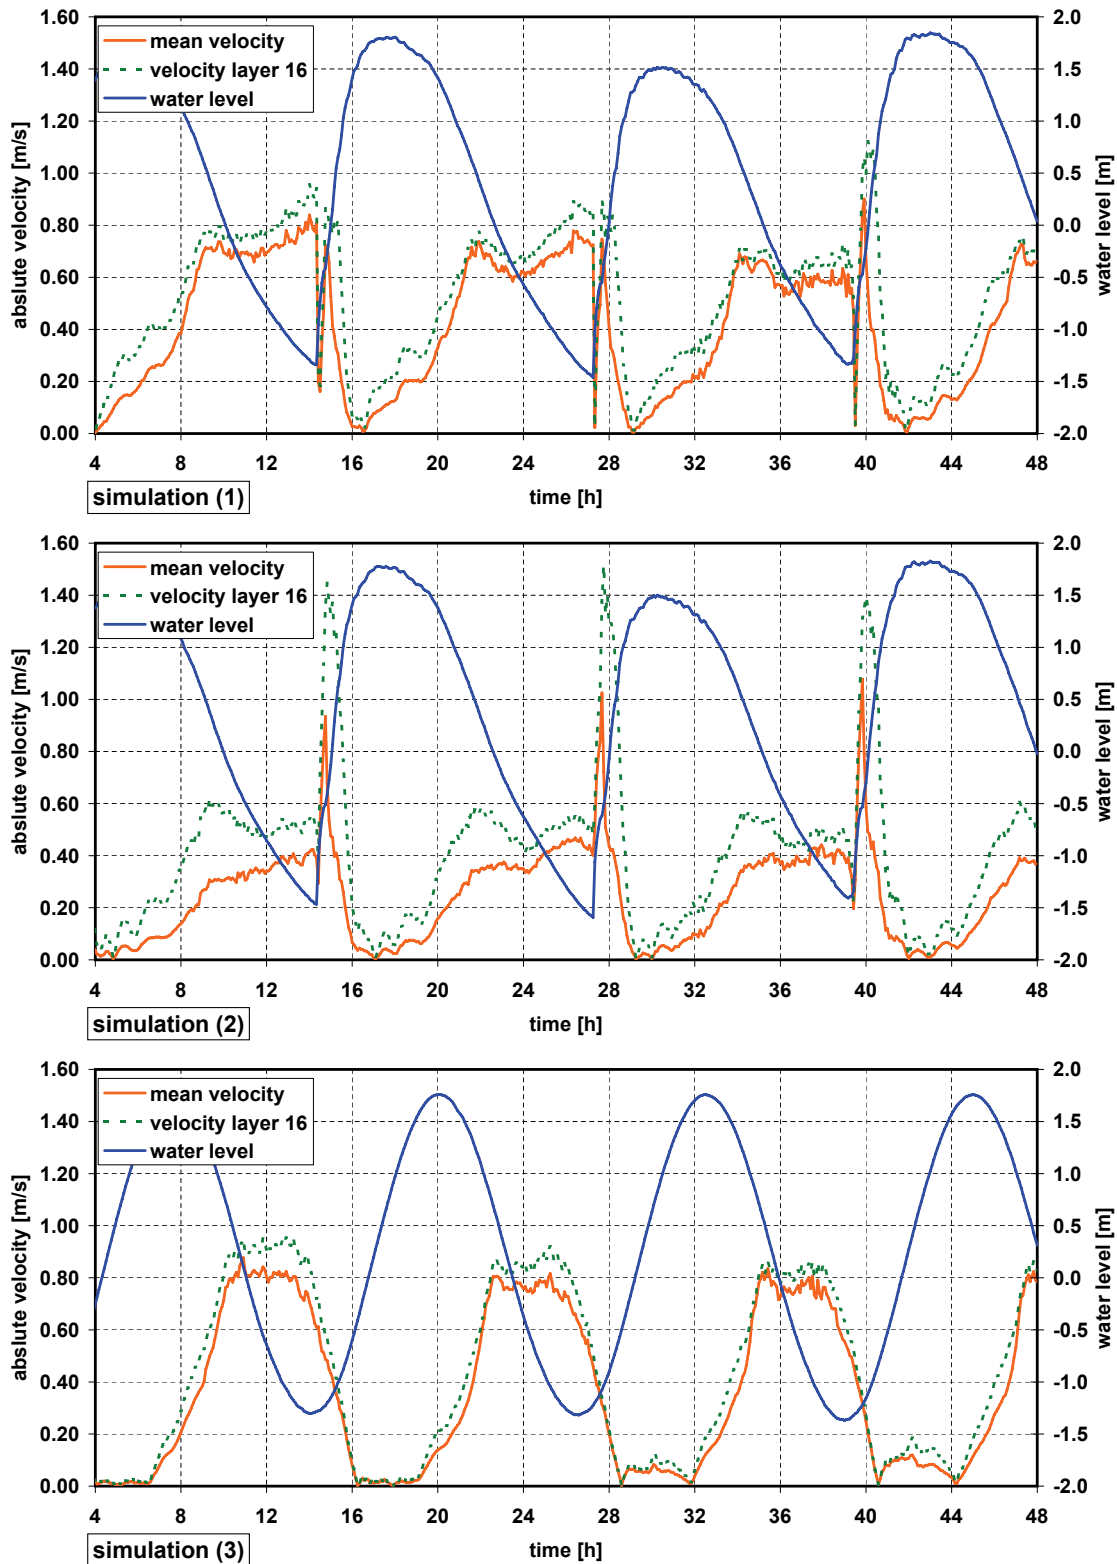 1.60 2.0
mean velocity
velocity layer 16
water level
1.40 1.5
1.20 1.0
1.00 0.5
0.80 0.0
0.60 -0.5
0.40 -1.0
0.20 -1.5
0.00 -2.0
abslute velocity [m/s]
water level [m]
4 8 12 16 20 24 28 32 36 40 44 48
simulation (1) time [h]
1.60 2.0
mean velocity
velocity layer 16
water level
1.40 1.5
1.20 1.0
1.00 0.5
0.80 0.0
0.60 -0.5
0.40 -1.0
0.20 -1.5
0.00 -2.0
abslute velocity [m/s]
water level [m]
4 8 12 16 20 24 28 32 36 40 44 48
simulation (2) time [h]
1.60 2.0
mean velocity
velocity layer 16
water level
1.40 1.5
1.20 1.0
1.00 0.5
0.80 0.0
0.60 -0.5
0.40 -1.0
0.20 -1.5
0.00 -2.0
abslute velocity [m/s]
water level [m]
4 8 12 16 20 24 28 32 36 40 44 48
simulation (3) time [h]